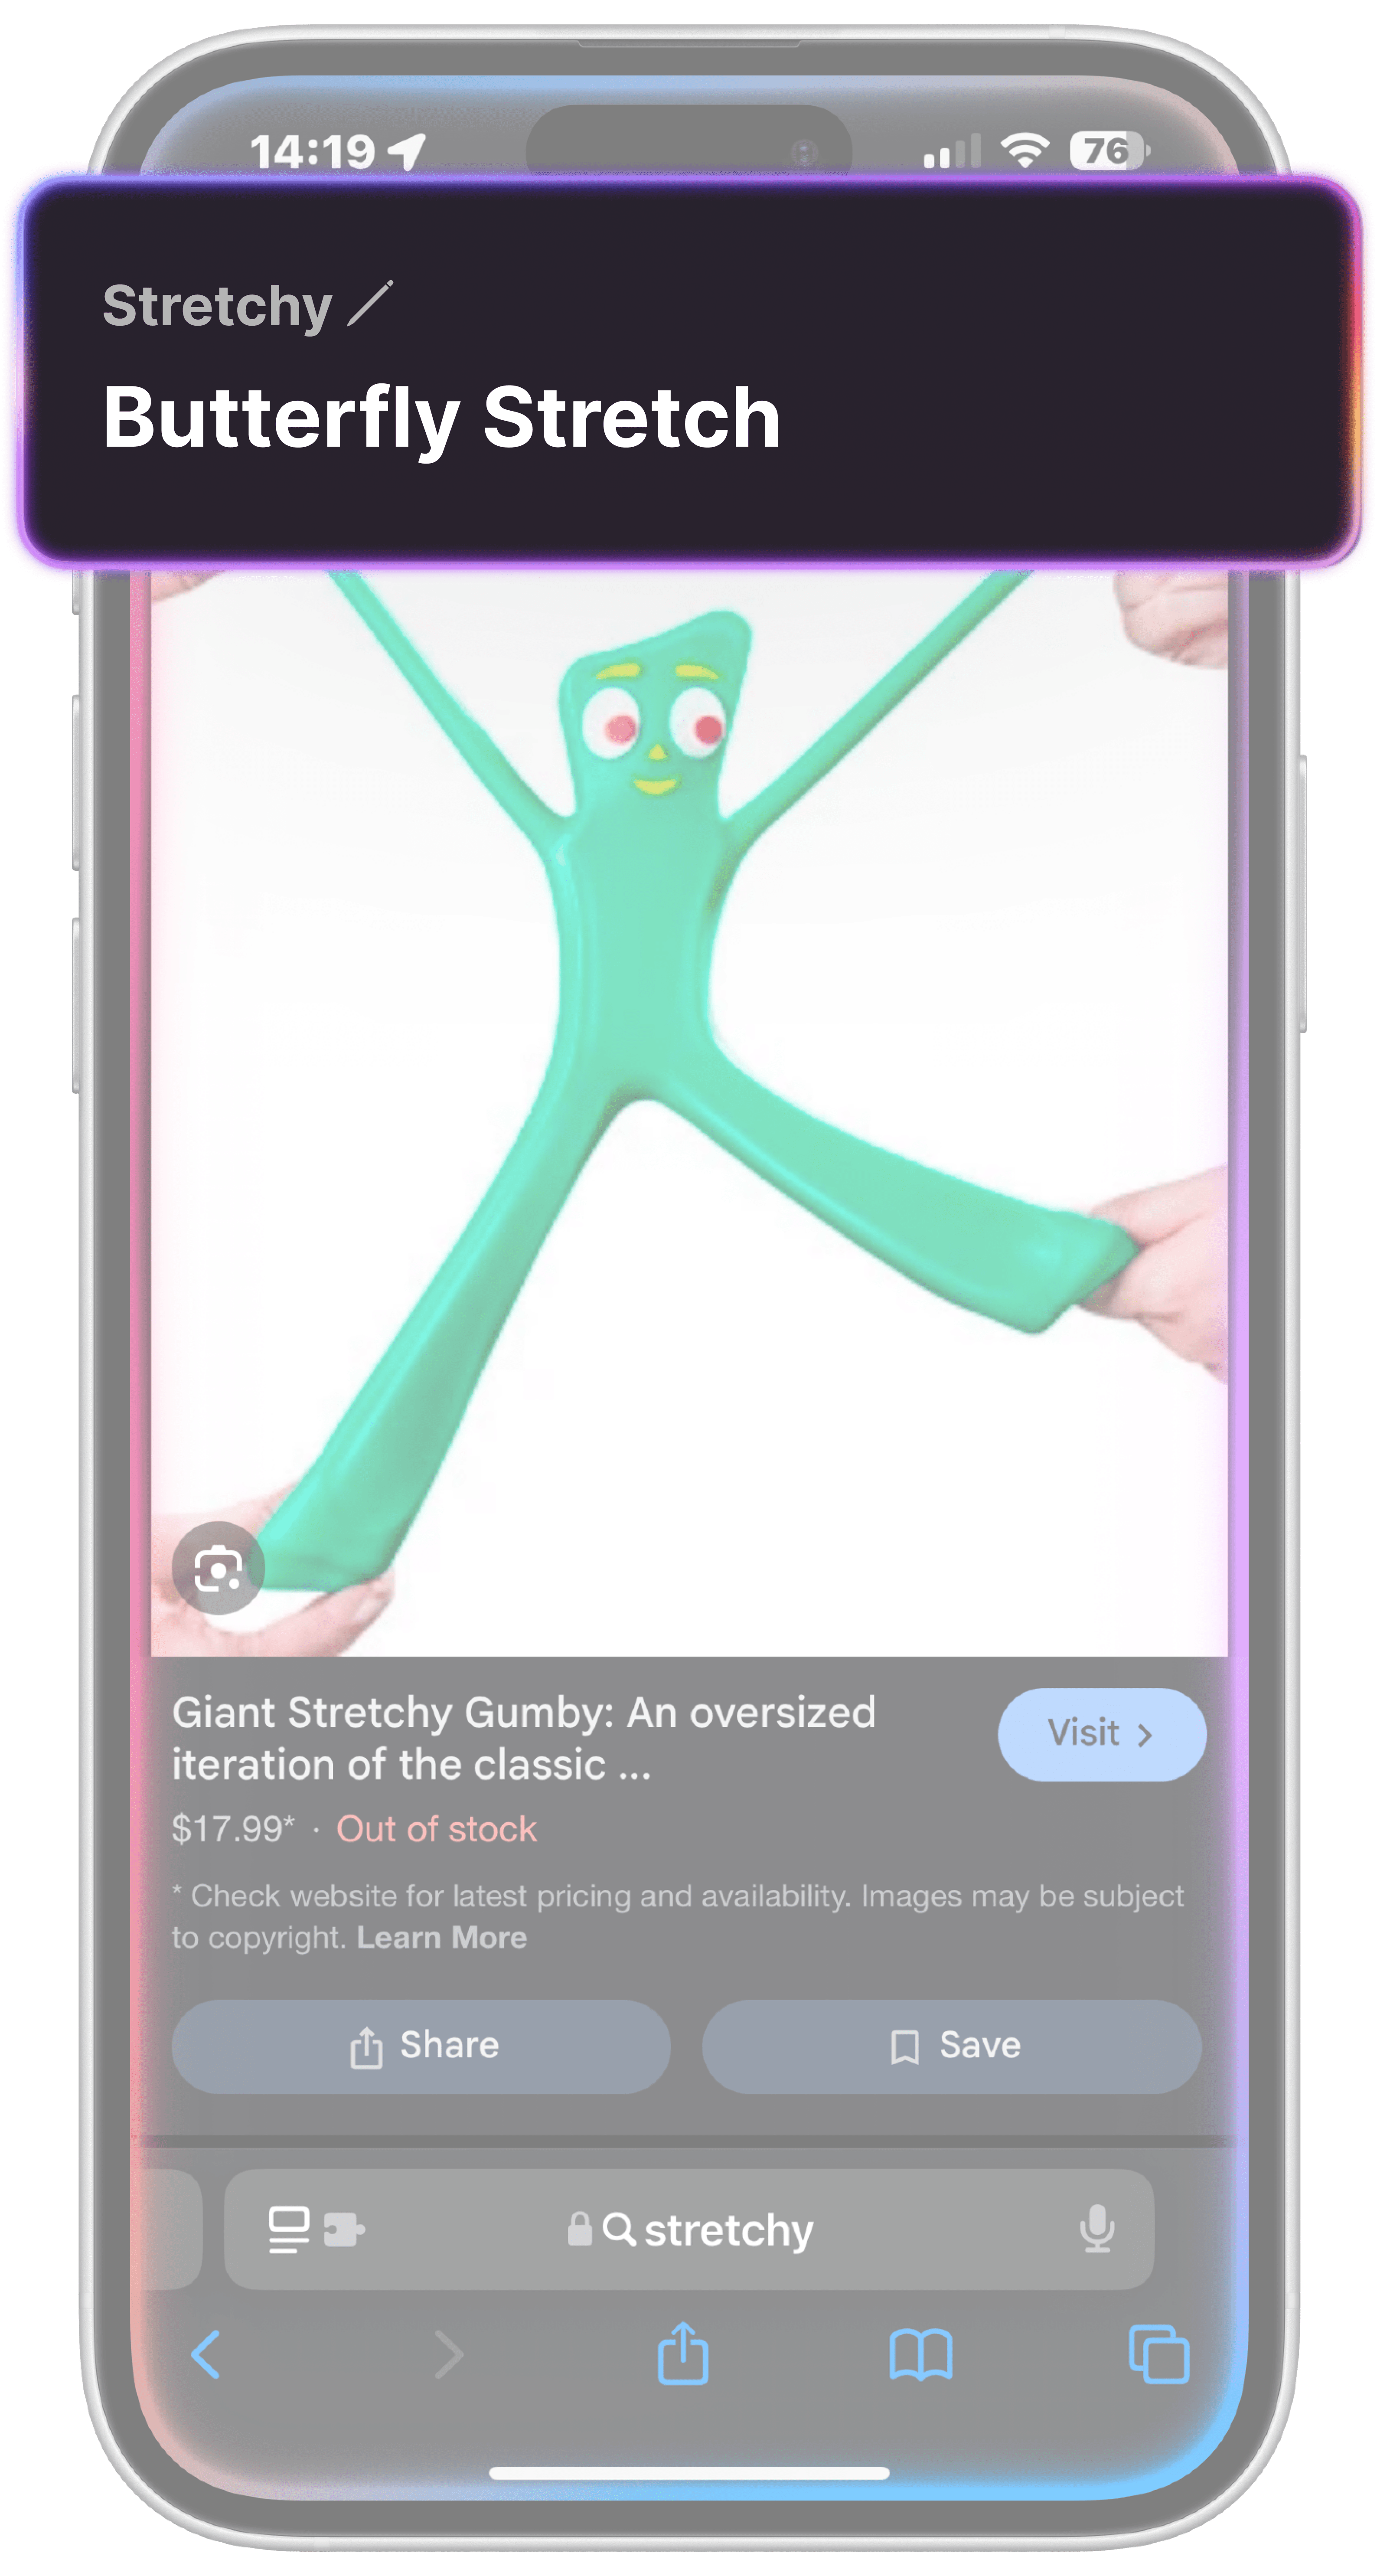 14:19
76
Stretchy
Butterfly Stretch
Giant Stretchy Gumby: An oversized
iteration of the classic ...
Visit
$17.99* · Out of stock
* Check website for latest pricing and availability. Images may be subject
to copyright. Learn More
Share
Save
stretchy